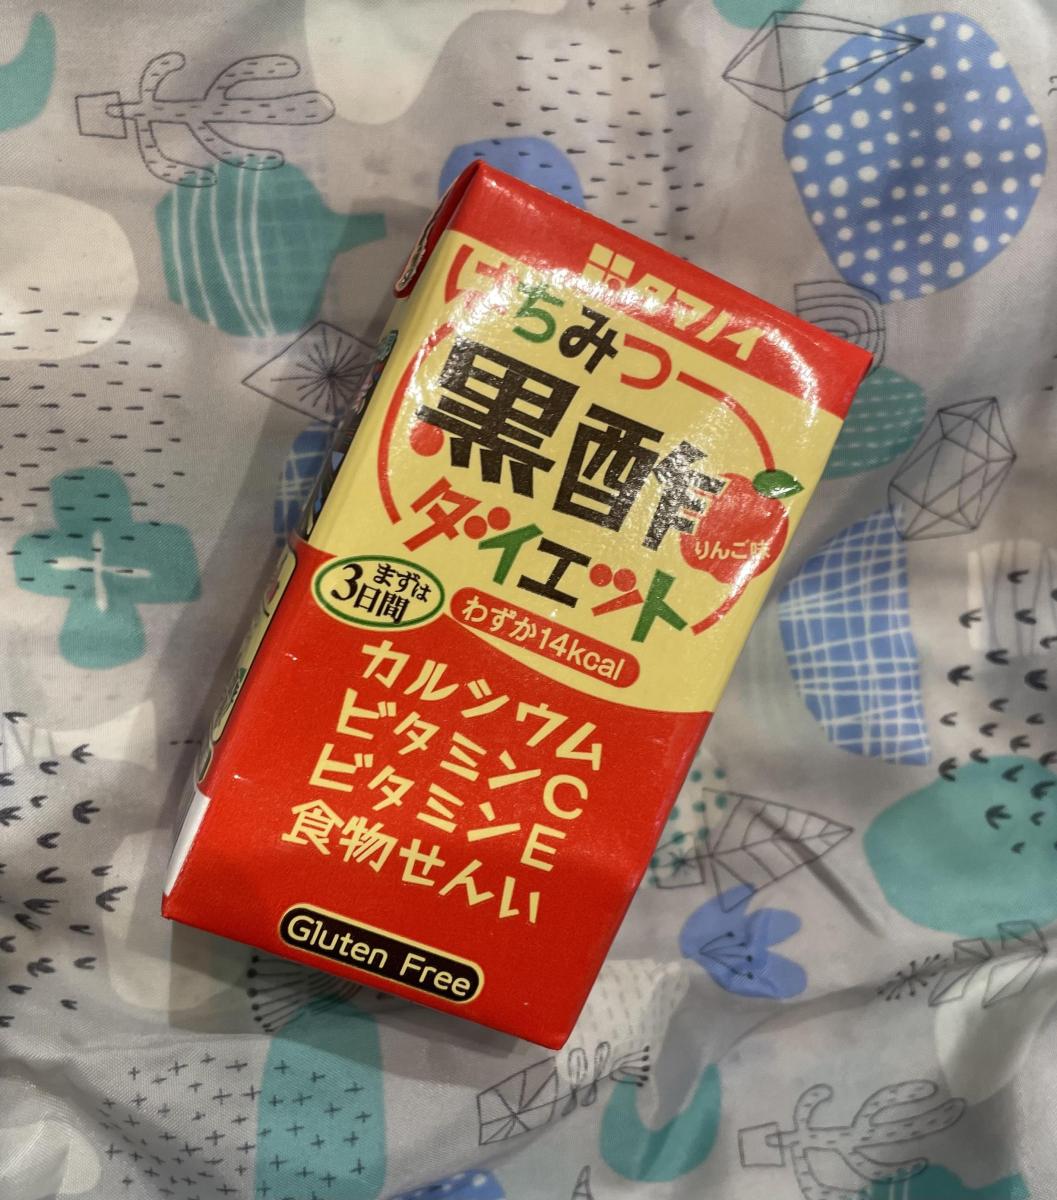 タマノイ
はちみつ
黒酢
ダイエット
りんご味
まずは
3日間
わずか14kcal
カルシウム
ビタミンC
ビタミンE
食物せんい
Gluten Free